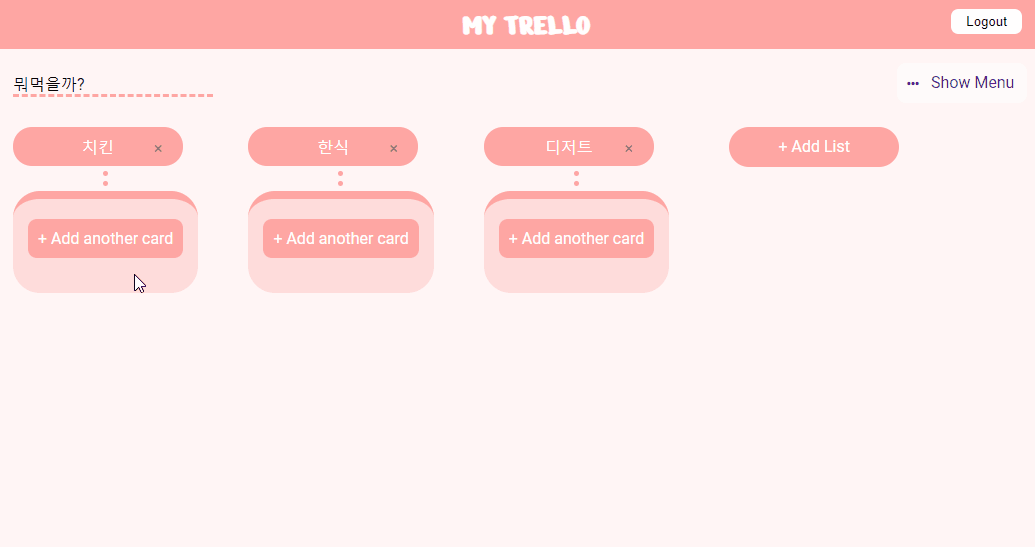 MY TRELLO
Logout
뭐먹을까?
••• Show Menu
치킨 ×
한식 ×
디저트 ×
+ Add List
+ Add another card
+ Add another card
+ Add another card